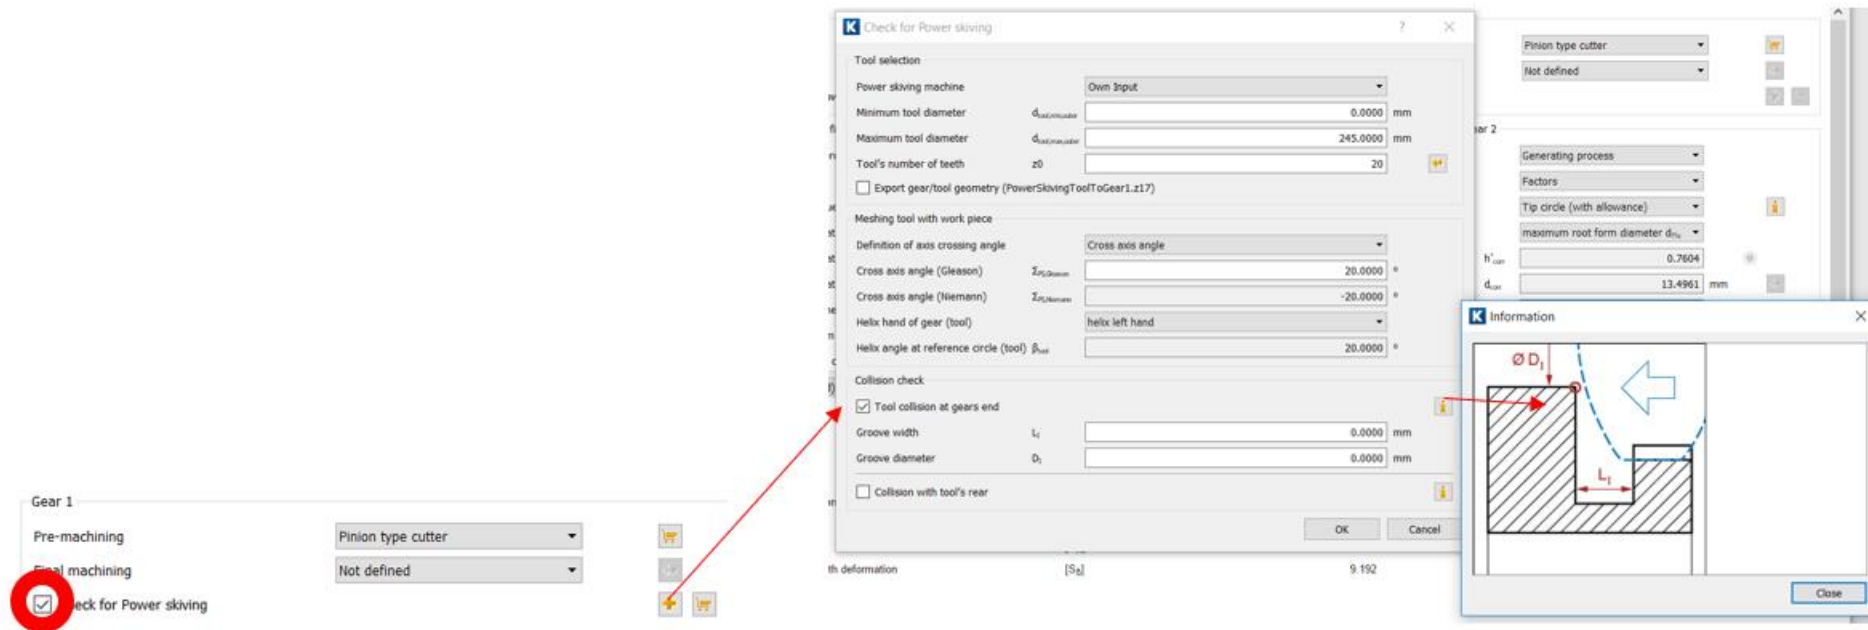 Gear 1
Pre-machining Pinion type cutter
Final machining Not defined
eck for Power skiving
K Check for Power skiving ? ×
Tool selection
Power skiving machine Own Input
Minimum tool diameter 0.0000 mm
Maximum tool diameter 245.0000 mm
Tool's number of teeth z0 20
Export gear/tool geometry (PowerSkivingToolToGear1.z17)
Meshing tool with work piece
Definition of axis crossing angle Cross axis angle
Cross axis angle (Gleason) Σ 20.0000 °
Cross axis angle (Niemann) Σ -20.0000 °
Helix hand of gear (tool) helix left hand
Helix angle at reference circle (tool) β 20.0000 °
Collision check
Tool collision at gears end
Groove width 0.0000 mm
Groove diameter 0.0000 mm
Collision with tool's rear
OK Cancel
th deformation 9.192
Pinion type cutter
Not defined
ar 2
Generating process
Factors
Tip circle (with allowance)
maximum root form diameter
0.7604
13.4961 mm
K Information ×
Ø D_I
L_I
Close